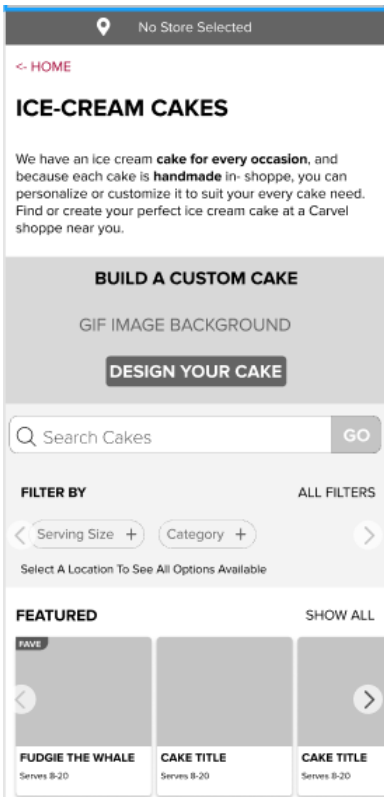 No Store Selected
<- HOME
ICE-CREAM CAKES
We have an ice cream cake for every occasion, and
because each cake is handmade in- shoppe, you can
personalize or customize it to suit your every cake need.
Find or create your perfect ice cream cake at a Carvel
shoppe near you.
BUILD A CUSTOM CAKE
GIF IMAGE BACKGROUND
DESIGN YOUR CAKE
Search Cakes GO
FILTER BY ALL FILTERS
Serving Size + Category +
Select A Location To See All Options Available
FEATURED SHOW ALL
FAVE
FUDGIE THE WHALE CAKE TITLE CAKE TITLE
Serves 8-20 Serves 8-20 Serves 8-20